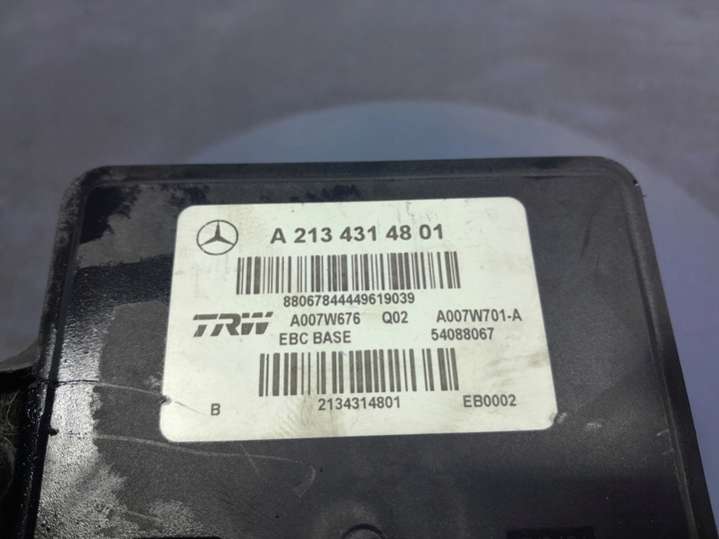 A 213 431 48 01
88067844449619039
TRW A007W676 Q02 A007W701-A
EBC BASE 54088067
B 2134314801 EB0002